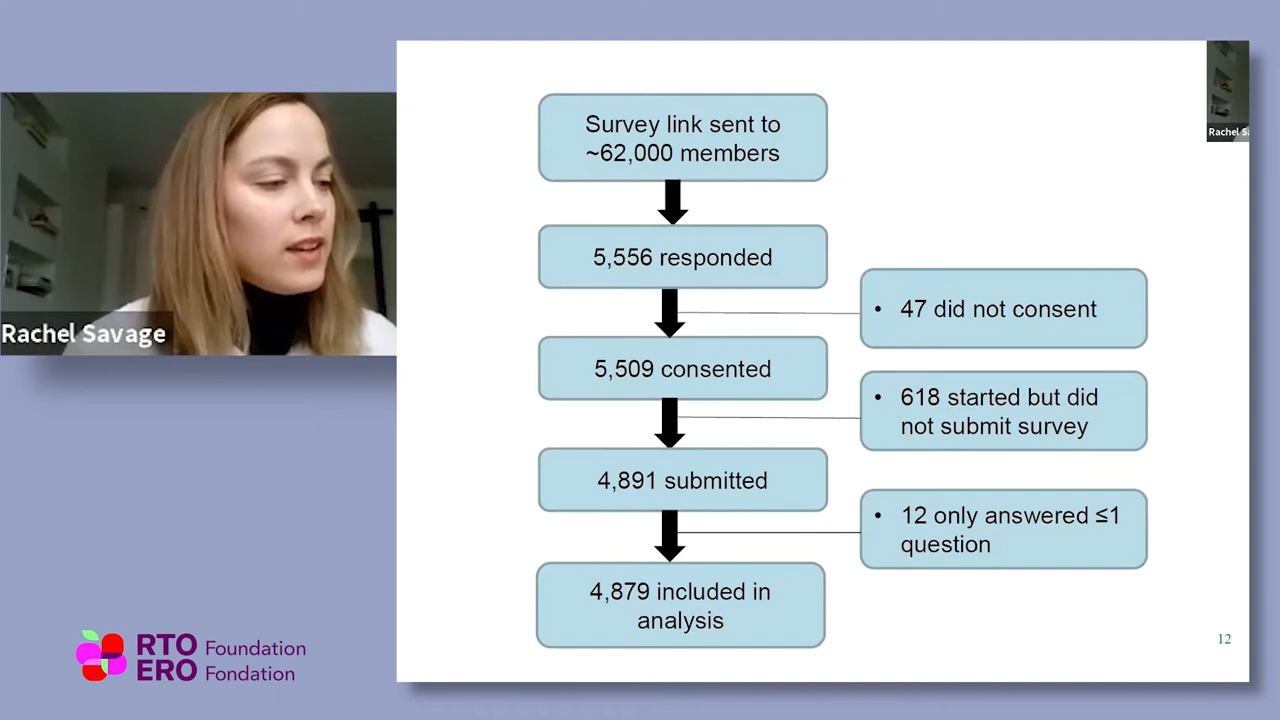 Survey link sent to
~62,000 members
5,556 responded
• 47 did not consent
5,509 consented
• 618 started but did
not submit survey
4,891 submitted
• 12 only answered ≤1
question
4,879 included in
analysis
12
Rachel Savage
Rachel
RTO Foundation
ERO Fondation